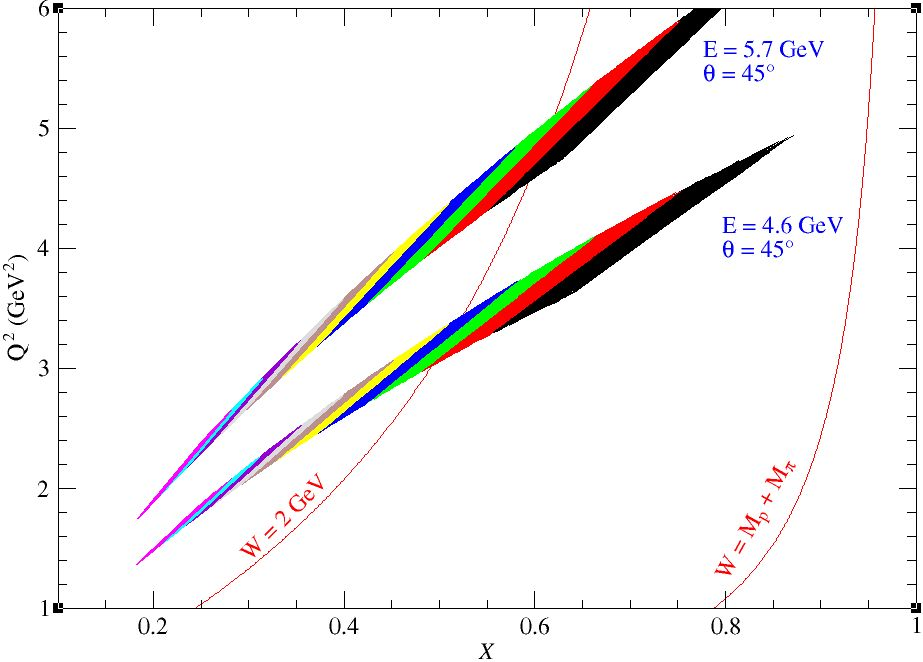 6
5
4
3
2
1
Q² (GeV²)
E = 5.7 GeV
θ = 45°
E = 4.6 GeV
θ = 45°
W = 2 GeV
W = Mₚ + M_π
0.2 0.4 0.6 0.8 1
X